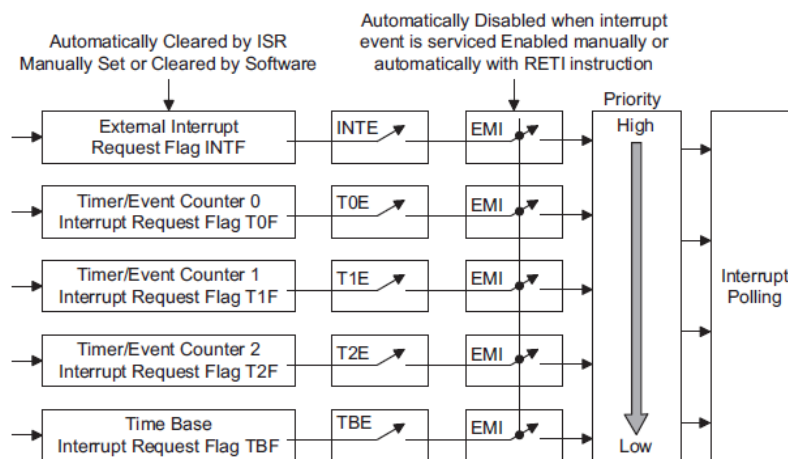 Automatically Cleared by ISR
Manually Set or Cleared by Software
Automatically Disabled when interrupt
event is serviced Enabled manually or
automatically with RETI instruction
Priority
External Interrupt
Request Flag INTF
INTE
EMI
High
Timer/Event Counter 0
Interrupt Request Flag T0F
T0E
EMI
Timer/Event Counter 1
Interrupt Request Flag T1F
T1E
EMI
Interrupt
Polling
Timer/Event Counter 2
Interrupt Request Flag T2F
T2E
EMI
Time Base
Interrupt Request Flag TBF
TBE
EMI
Low